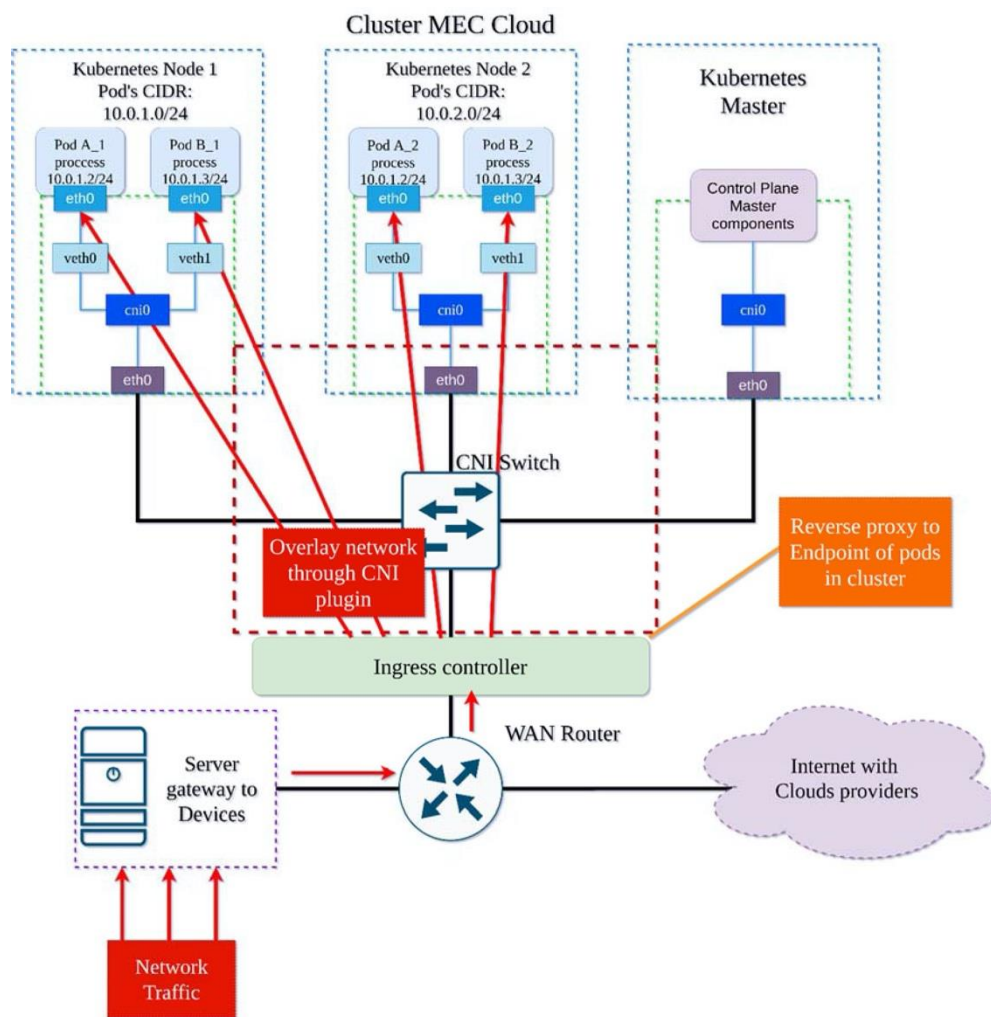 Cluster MEC Cloud
Kubernetes Node 1
Pod's CIDR:
10.0.1.0/24
Pod A_1
proccess
10.0.1.2/24
eth0
Pod B_1
process
10.0.1.3/24
eth0
veth0
veth1
cni0
eth0
Kubernetes Node 2
Pod's CIDR:
10.0.2.0/24
Pod A_2
process
10.0.1.2/24
eth0
Pod B_2
process
10.0.1.3/24
eth0
veth0
veth1
cni0
eth0
Kubernetes
Master
Control Plane
Master
components
cni0
eth0
CNI Switch
Overlay network
through CNI
plugin
Reverse proxy to
Endpoint of pods
in cluster
Ingress controller
WAN Router
Server
gateway to
Devices
Internet with
Clouds providers
Network
Traffic